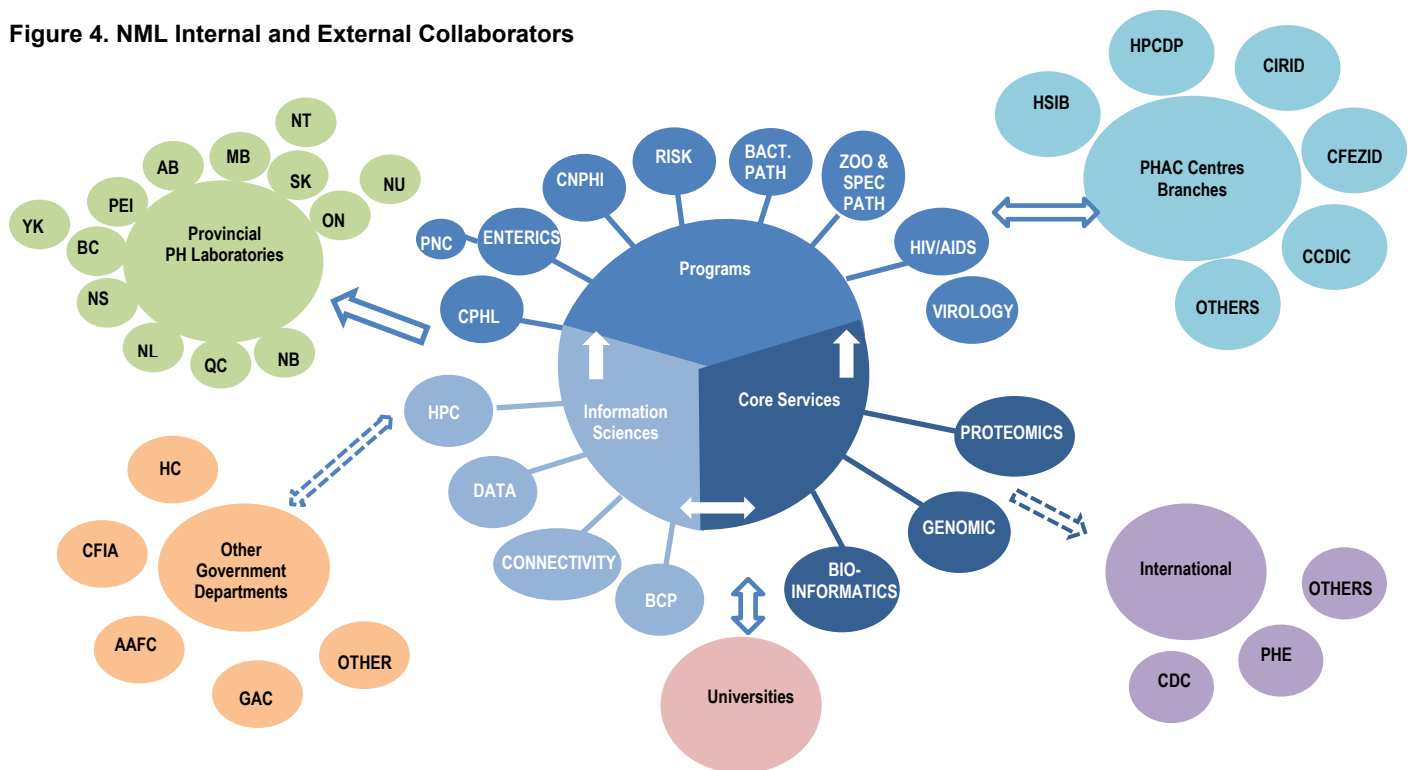 Figure 4. NML Internal and External Collaborators
NT
MB
AB
SK
NU
PEI
ON
YK
BC
Provincial
PH Laboratories
NS
NL
QC
NB
CNPHI
RISK
BACT.
PATH
ZOO &
SPEC
PATH
PNC
ENTERICS
HIV/AIDS
CPHL
VIROLOGY
Programs
HPCDP
CIRID
HSIB
CFEZID
PHAC Centres
Branches
CCDIC
OTHERS
Information
Sciences
Core Services
HPC
DATA
CONNECTIVITY
BCP
PROTEOMICS
GENOMIC
BIO-
INFORMATICS
HC
CFIA
Other
Government
Departments
AAFC
GAC
OTHER
Universities
International
OTHERS
PHE
CDC